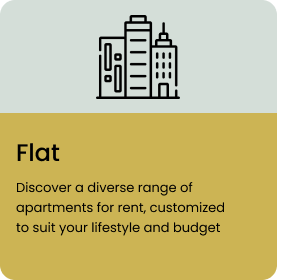 Flat
Discover a diverse range of
apartments for rent, customized
to suit your lifestyle and budget